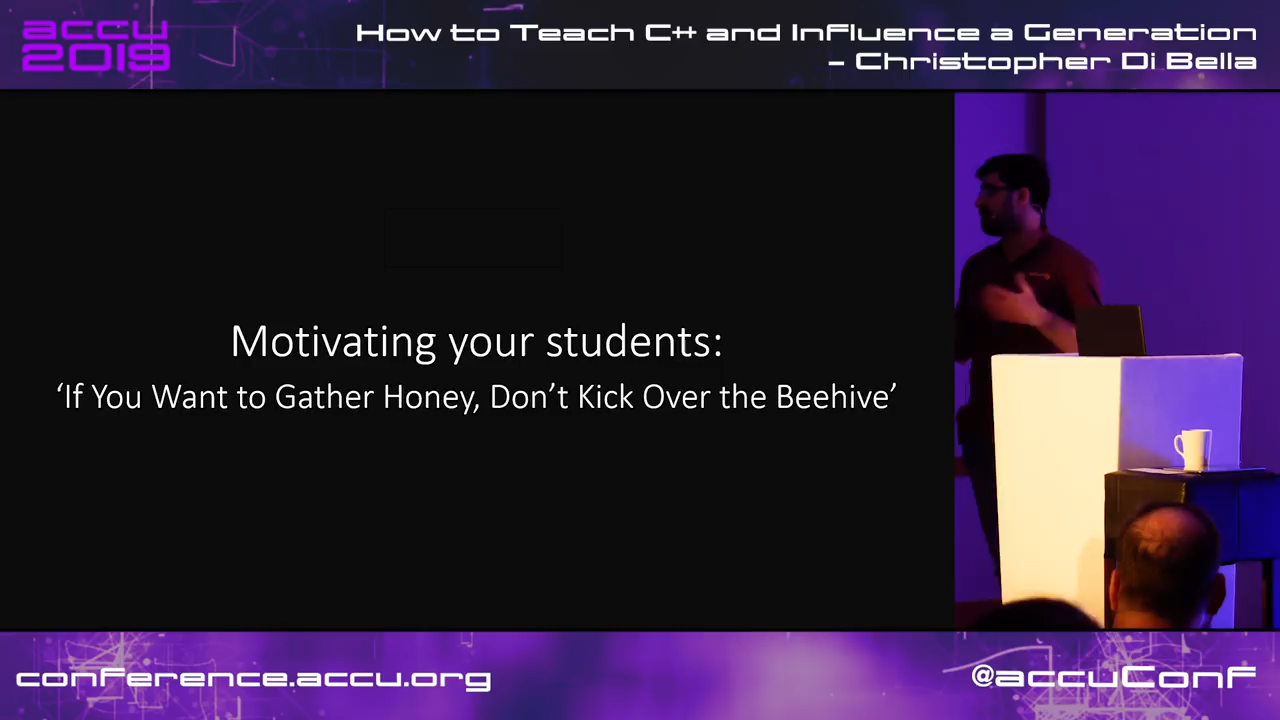 accu
2019
How to Teach C++ and Influence a Generation
- Christopher Di Bella
Motivating your students:
‘If You Want to Gather Honey, Don’t Kick Over the Beehive’
conference.accu.org
@accuConf